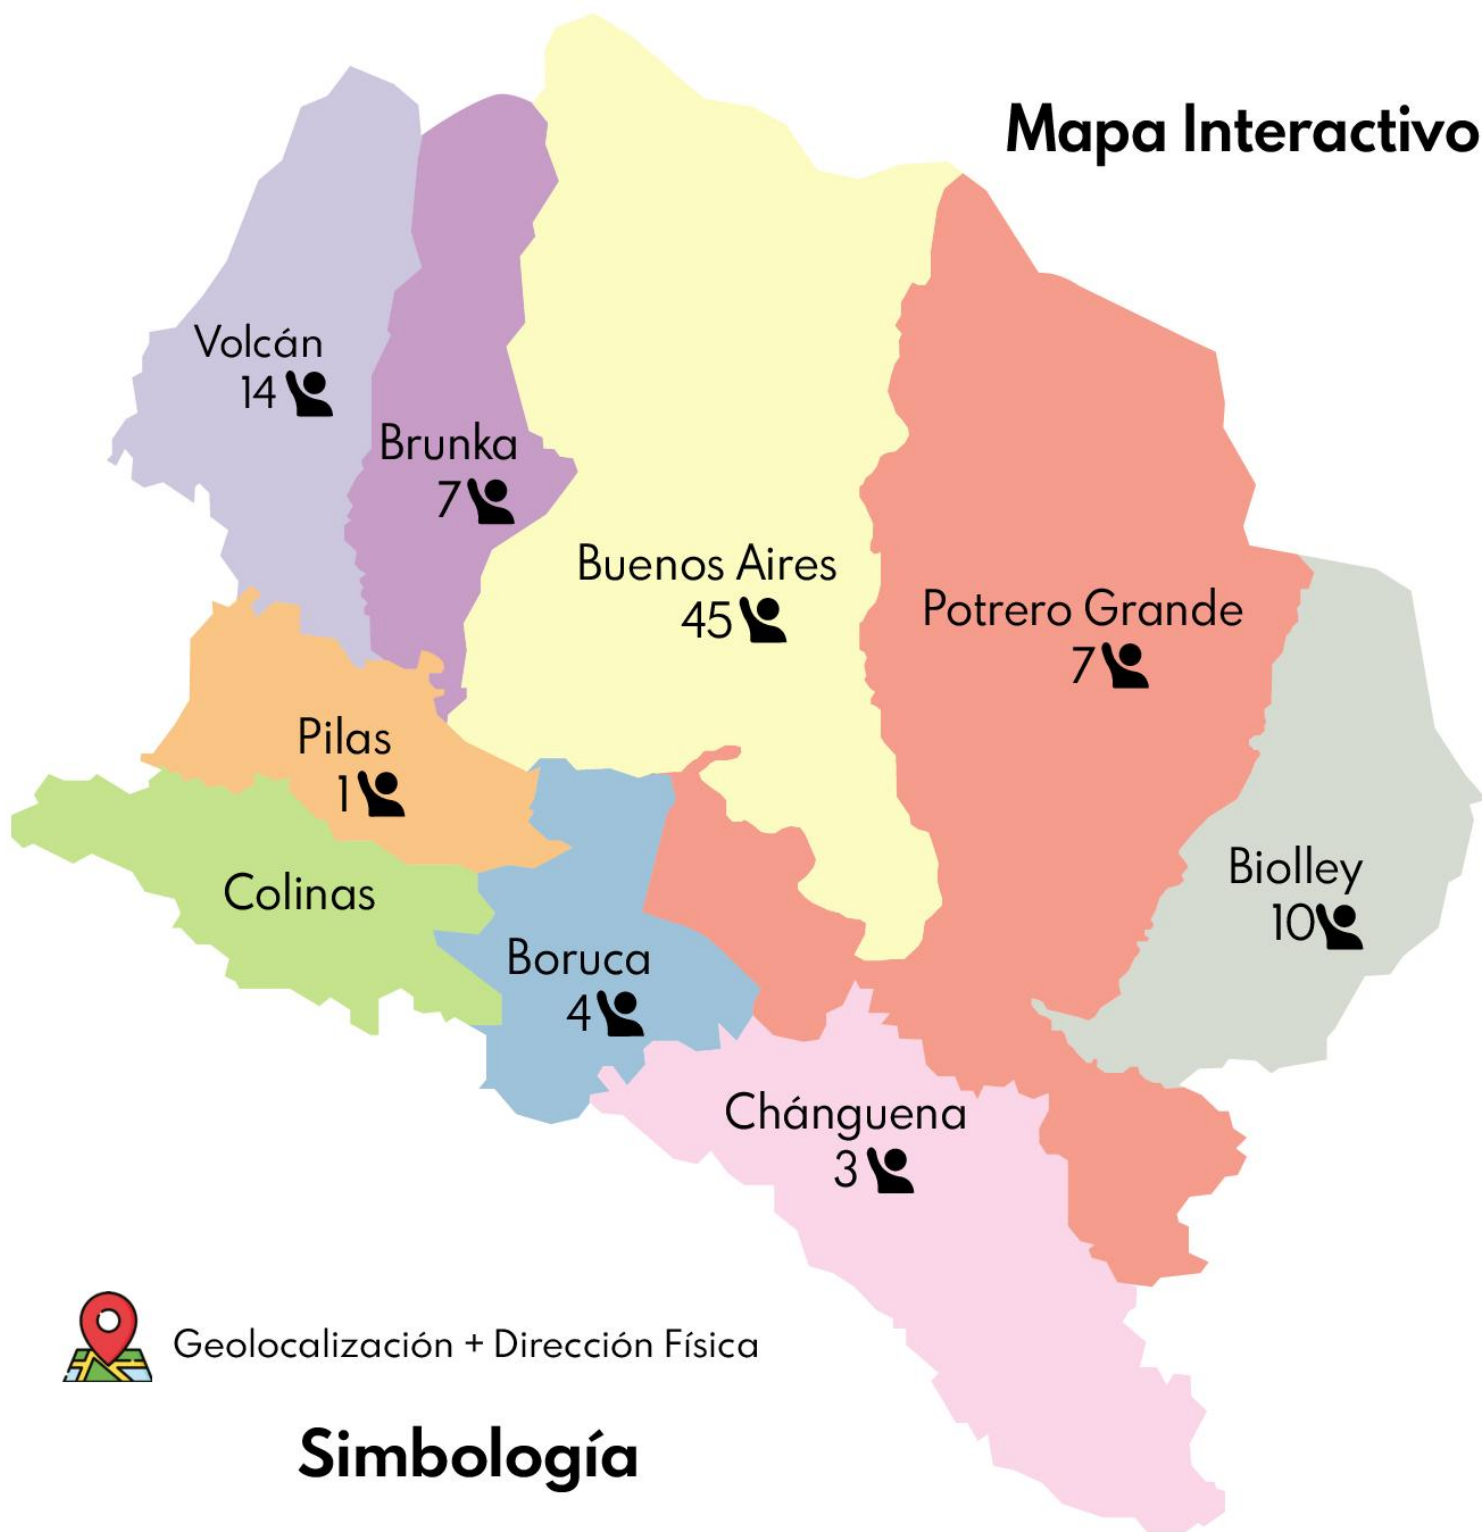 Mapa Interactivo
Volcán
14
Brunka
7
Buenos Aires
45
Potrero Grande
7
Pilas
1
Biolley
10
Colinas
Boruca
4
Chánguena
3
Geolocalización + Dirección Física
Simbología